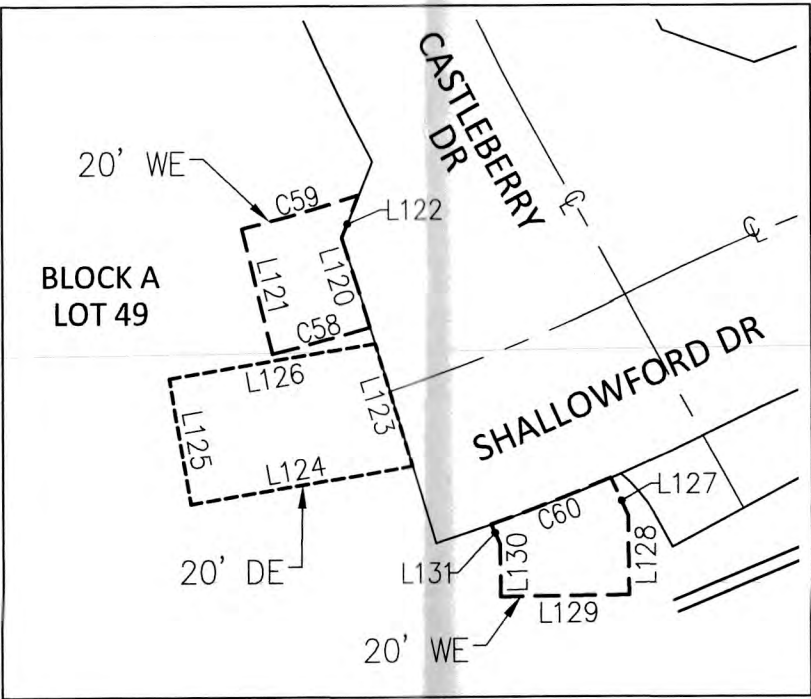 CASTLEBERRY
DR
20' WE
C59
L122
℄
℄
L121
L120
BLOCK A
LOT 49
C58
L126
L123
SHALLOWFORD DR
L125
L124
L127
C60
20' DE
L131
L130
L128
L129
20' WE